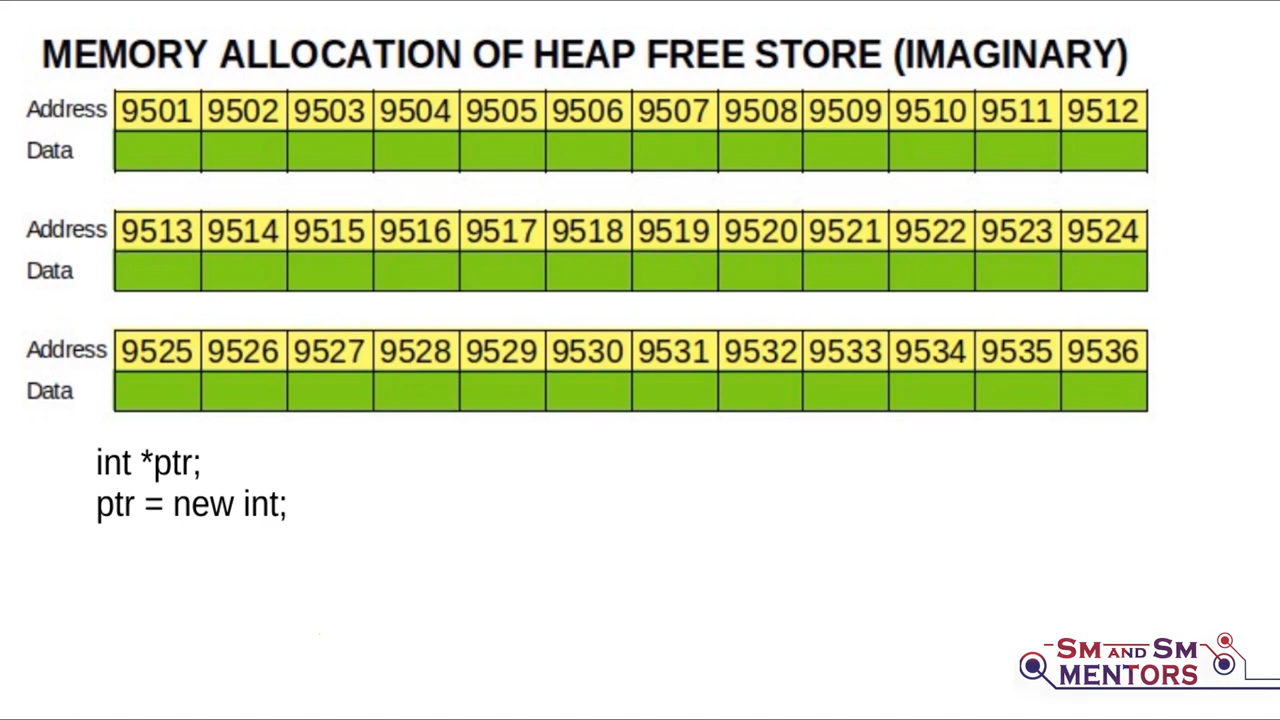 MEMORY ALLOCATION OF HEAP FREE STORE (IMAGINARY)
Address 9501 9502 9503 9504 9505 9506 9507 9508 9509 9510 9511 9512
Data
Address 9513 9514 9515 9516 9517 9518 9519 9520 9521 9522 9523 9524
Data
Address 9525 9526 9527 9528 9529 9530 9531 9532 9533 9534 9535 9536
Data
int *ptr;
ptr = new int;
SM AND SM
MENTORS